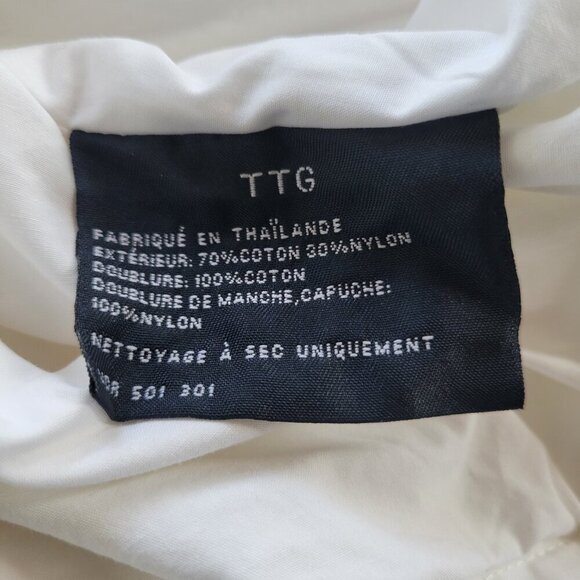 TTG
FABRIQUÉ EN THAÏLANDE
EXTÉRIEUR: 70%COTON 30%NYLON
DOUBLURE: 100%COTON
DOUBLURE DE MANCHE,CAPUCHE:
100%NYLON
NETTOYAGE À SEC UNIQUEMENT
501 301